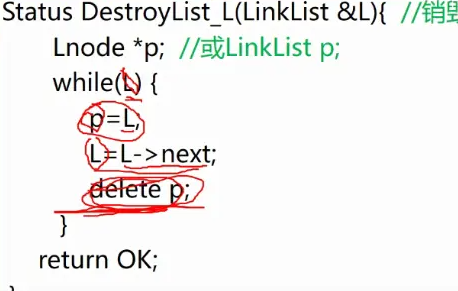 Status DestroyList_L(LinkList &L){ //销毁
Lnode *p; //或LinkList p;
while(L) {
p=L;
L=L->next;
delete p;
}
return OK;
}